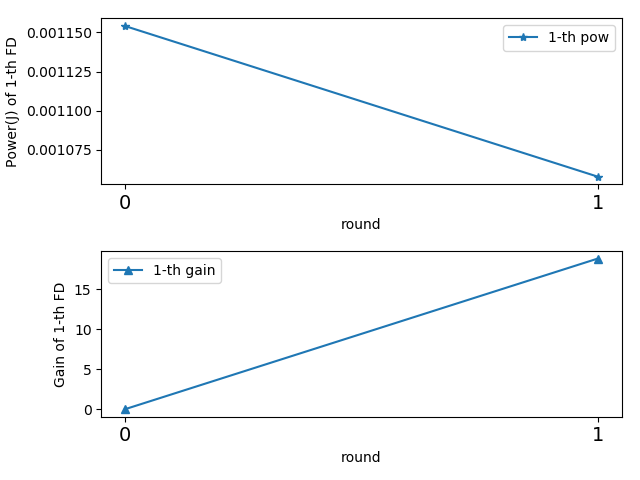 Power(J) of 1-th FD
0.001150
0.001125
0.001100
0.001075
1-th pow
0 1
round
Gain of 1-th FD
1-th gain
15
10
5
0
0 1
round